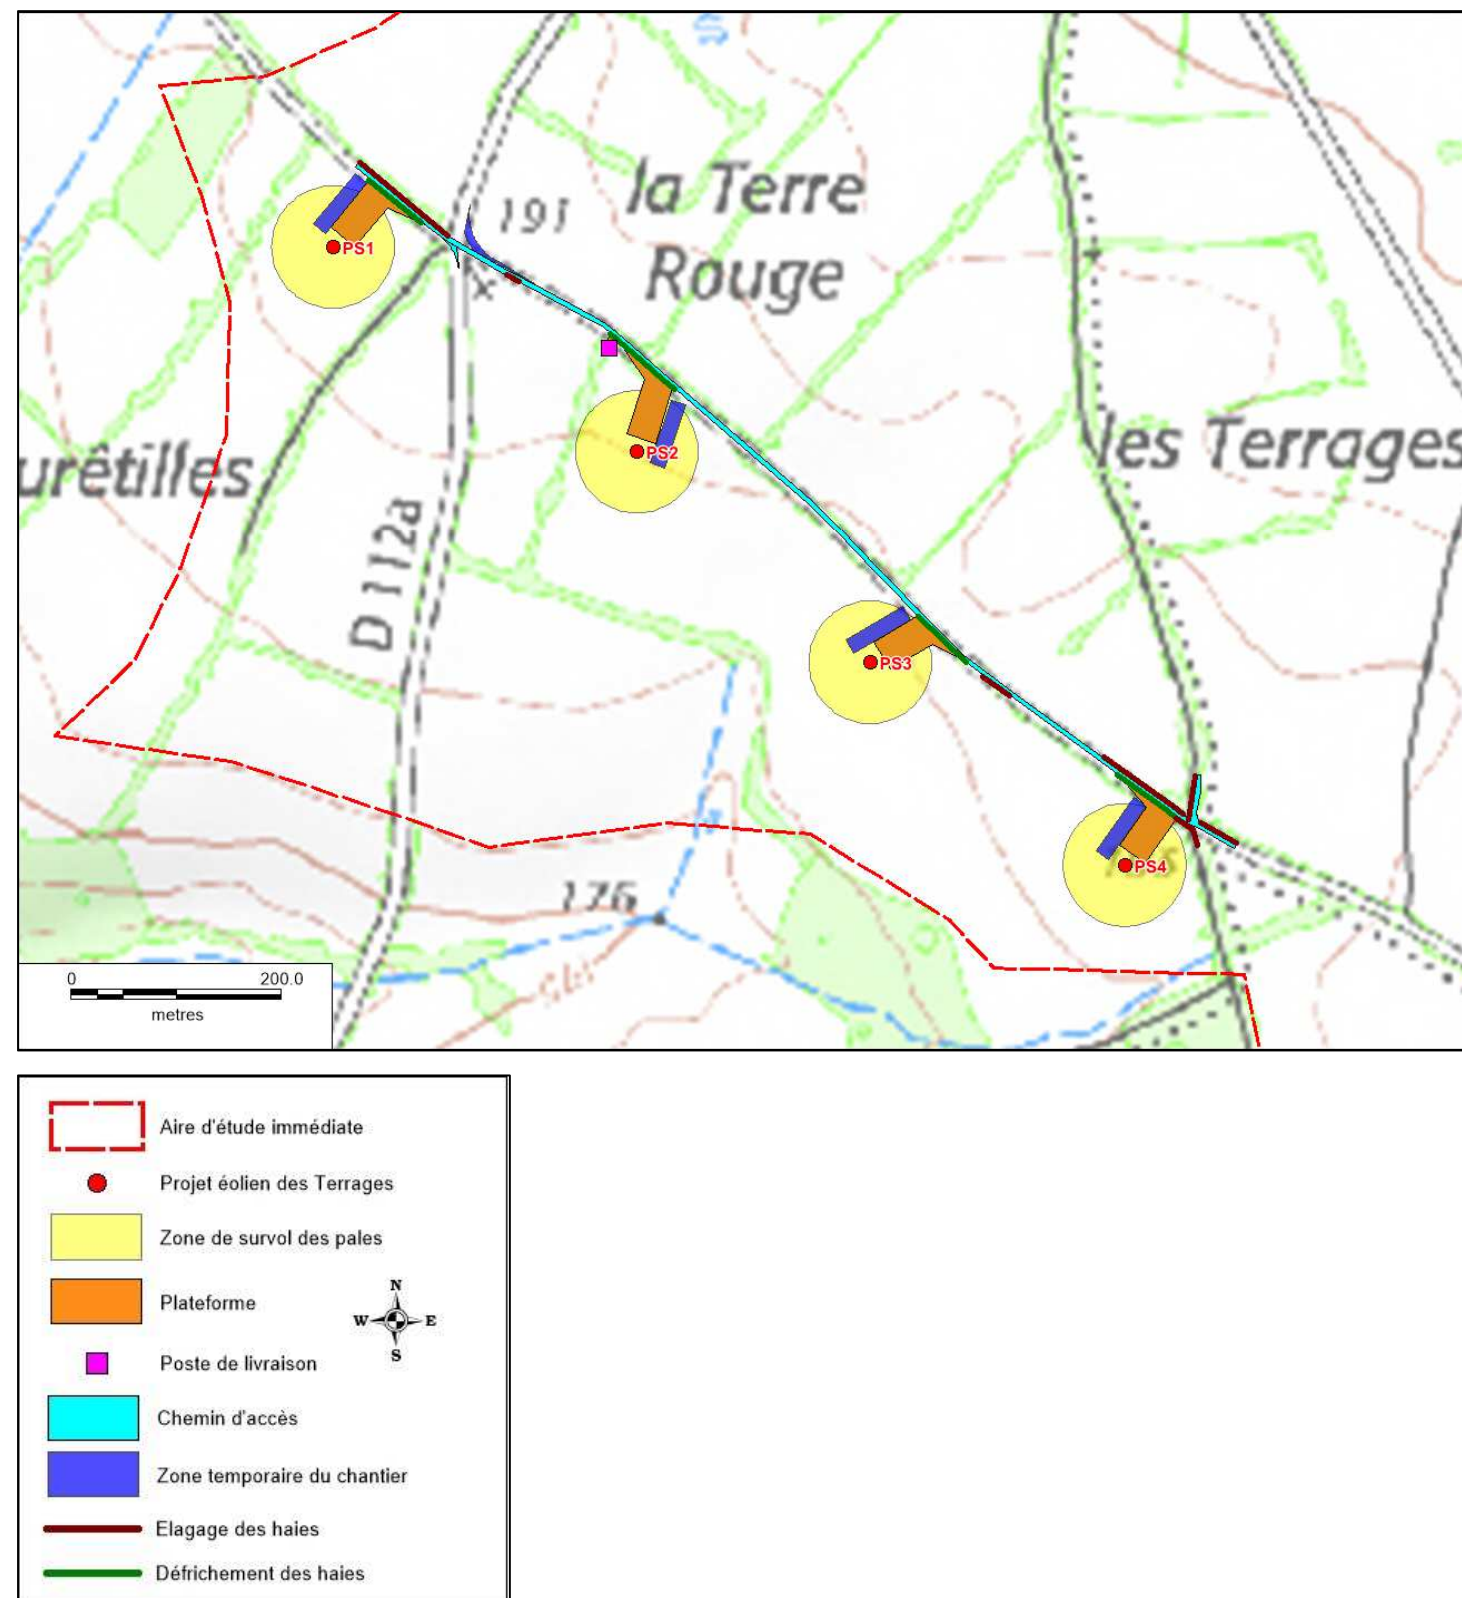 la Terre
Rouge
191
PS1
PS2
les Terrages
urêtilles
D 112a
PS3
PS4
176
0 200.0
metres
Aire d'étude immédiate
Projet éolien des Terrages
Zone de survol des pales
Plateforme
N
W E
S
Poste de livraison
Chemin d'accès
Zone temporaire du chantier
Elagage des haies
Défrichement des haies